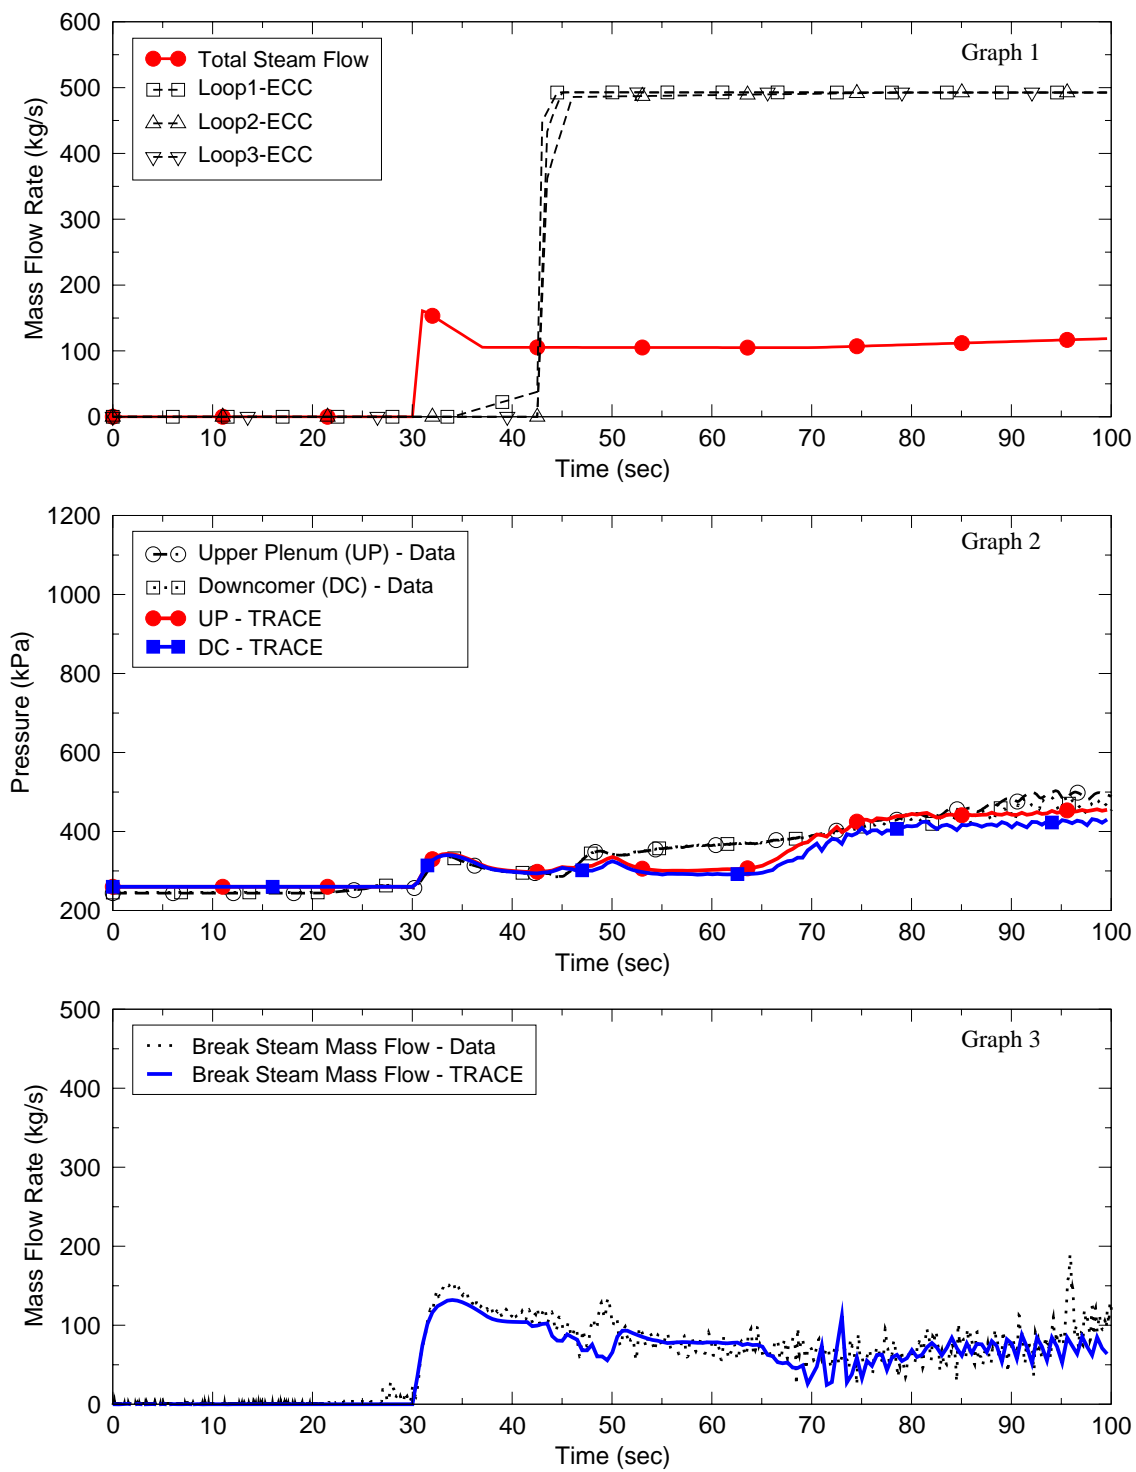 Graph 1
Total Steam Flow
Loop1-ECC
Loop2-ECC
Loop3-ECC
Mass Flow Rate (kg/s)
600
500
400
300
200
100
0
0 10 20 30 40 50 60 70 80 90 100
Time (sec)
Graph 2
Upper Plenum (UP) - Data
Downcomer (DC) - Data
UP - TRACE
DC - TRACE
Pressure (kPa)
1200
1000
800
600
400
200
0 10 20 30 40 50 60 70 80 90 100
Time (sec)
Graph 3
Break Steam Mass Flow - Data
Break Steam Mass Flow - TRACE
Mass Flow Rate (kg/s)
500
400
300
200
100
0
0 10 20 30 40 50 60 70 80 90 100
Time (sec)